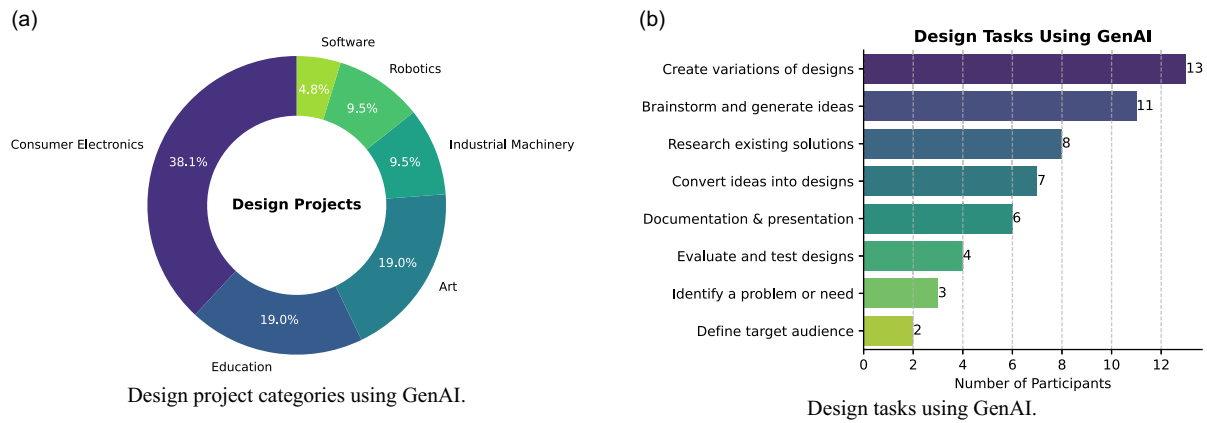 (a)
Software
Robotics
4.8%
9.5%
Consumer Electronics
38.1%
9.5%
Industrial Machinery
Design Projects
19.0%
Art
19.0%
Education
Design project categories using GenAI.
(b)
Design Tasks Using GenAI
Create variations of designs
13
Brainstorm and generate ideas
11
Research existing solutions
8
Convert ideas into designs
7
Documentation & presentation
6
Evaluate and test designs
4
Identify a problem or need
3
Define target audience
2
0 2 4 6 8 10 12
Number of Participants
Design tasks using GenAI.